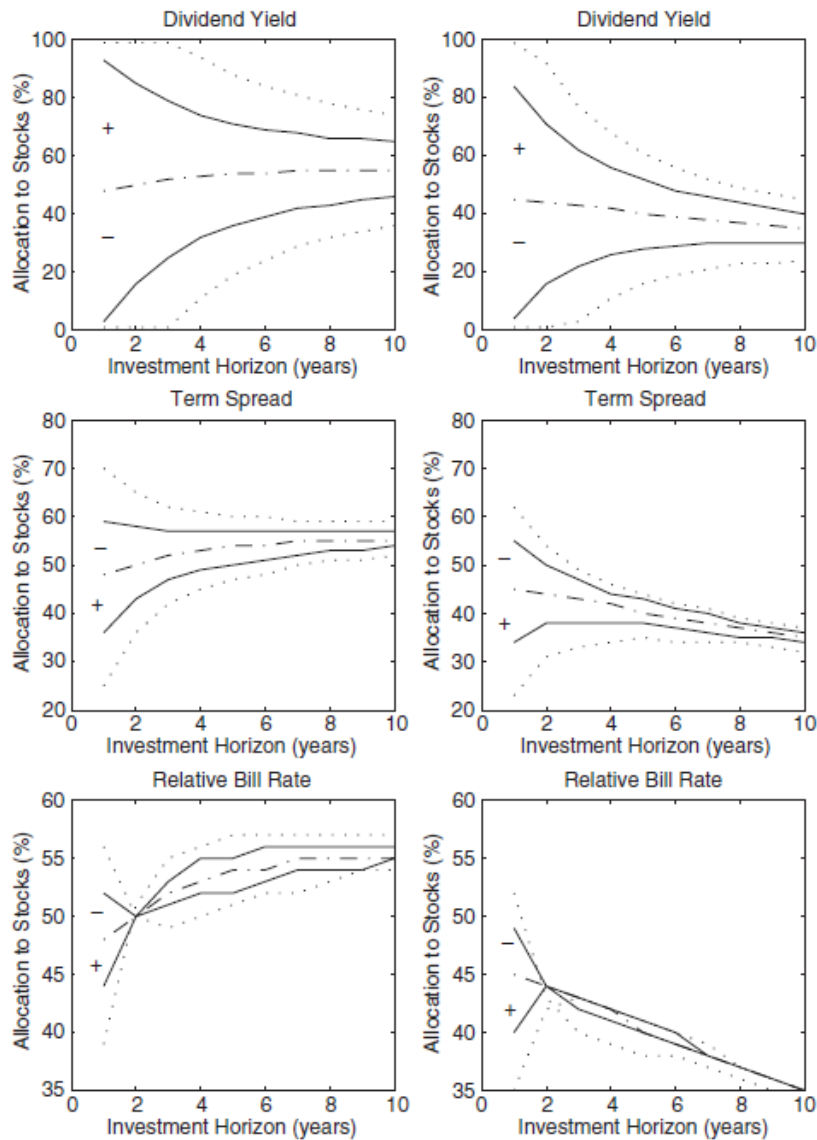 Dividend Yield
Allocation to Stocks (%)
100
80
60
40
20
0
+
−
0 2 4 6 8 10
Investment Horizon (years)
Dividend Yield
Allocation to Stocks (%)
100
80
60
40
20
0
+
−
0 2 4 6 8 10
Investment Horizon (years)
Term Spread
Allocation to Stocks (%)
80
70
60
50
40
30
20
−
+
0 2 4 6 8 10
Investment Horizon (years)
Term Spread
Allocation to Stocks (%)
80
70
60
50
40
30
20
−
+
0 2 4 6 8 10
Investment Horizon (years)
Relative Bill Rate
Allocation to Stocks (%)
60
55
50
45
40
35
−
+
0 2 4 6 8 10
Investment Horizon (years)
Relative Bill Rate
Allocation to Stocks (%)
60
55
50
45
40
35
−
+
0 2 4 6 8 10
Investment Horizon (years)